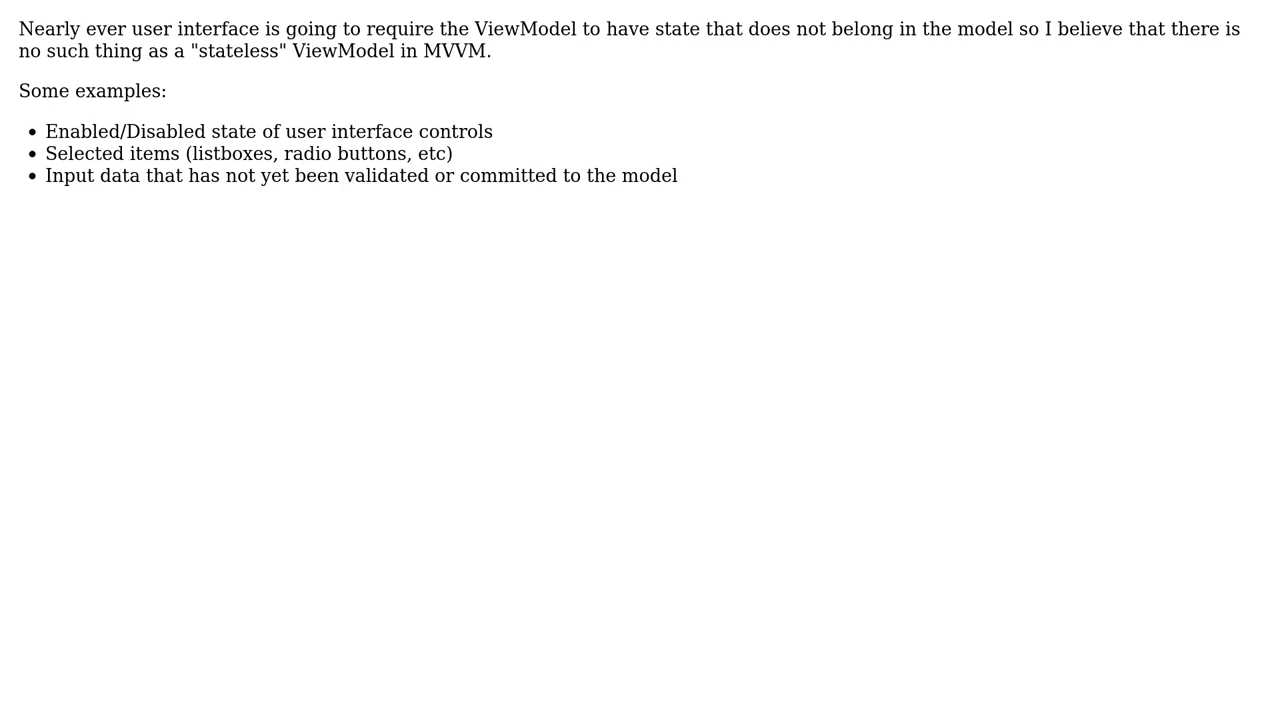 Nearly ever user interface is going to require the ViewModel to have state that does not belong in the model so I believe that there is
no such thing as a "stateless" ViewModel in MVVM.
Some examples:
• Enabled/Disabled state of user interface controls
• Selected items (listboxes, radio buttons, etc)
• Input data that has not yet been validated or committed to the model